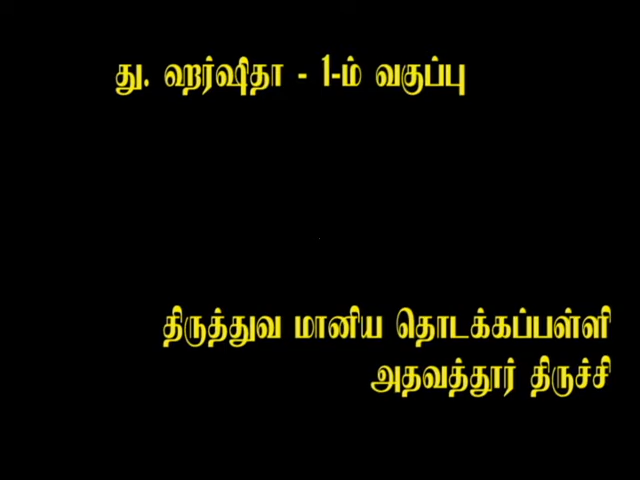 து. ஹர்ஷிதா - 1-ம் வகுப்பு
திருத்துவ மானிய தொடக்கப்பள்ளி
அதவத்தூர் திருச்சி